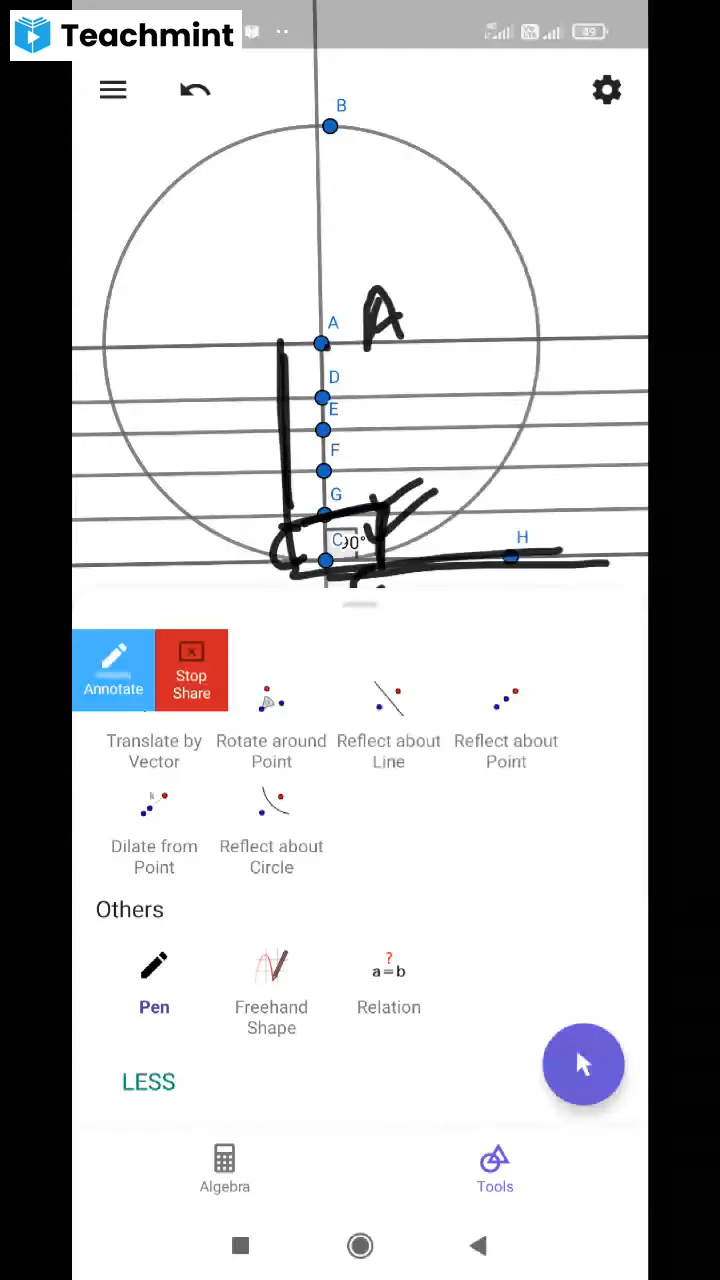 Teachmint
49
B
A
A
D
E
F
G
C
90°
H
Annotate
Stop
Share
Translate by
Vector
Rotate around
Point
Reflect about
Line
Reflect about
Point
Dilate from
Point
Reflect about
Circle
Others
Pen
Freehand
Shape
?
a=b
Relation
LESS
Algebra
Tools